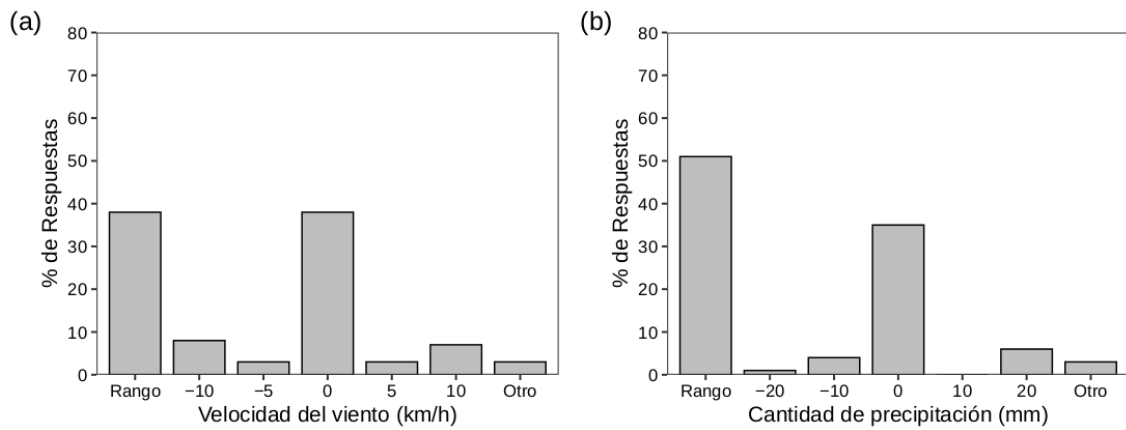 (a)
80
70
60
50
40
30
20
10
0
% de Respuestas
Rango −10 −5 0 5 10 Otro
Velocidad del viento (km/h)
(b)
80
70
60
50
40
30
20
10
0
% de Respuestas
Rango −20 −10 0 10 20 Otro
Cantidad de precipitación (mm)